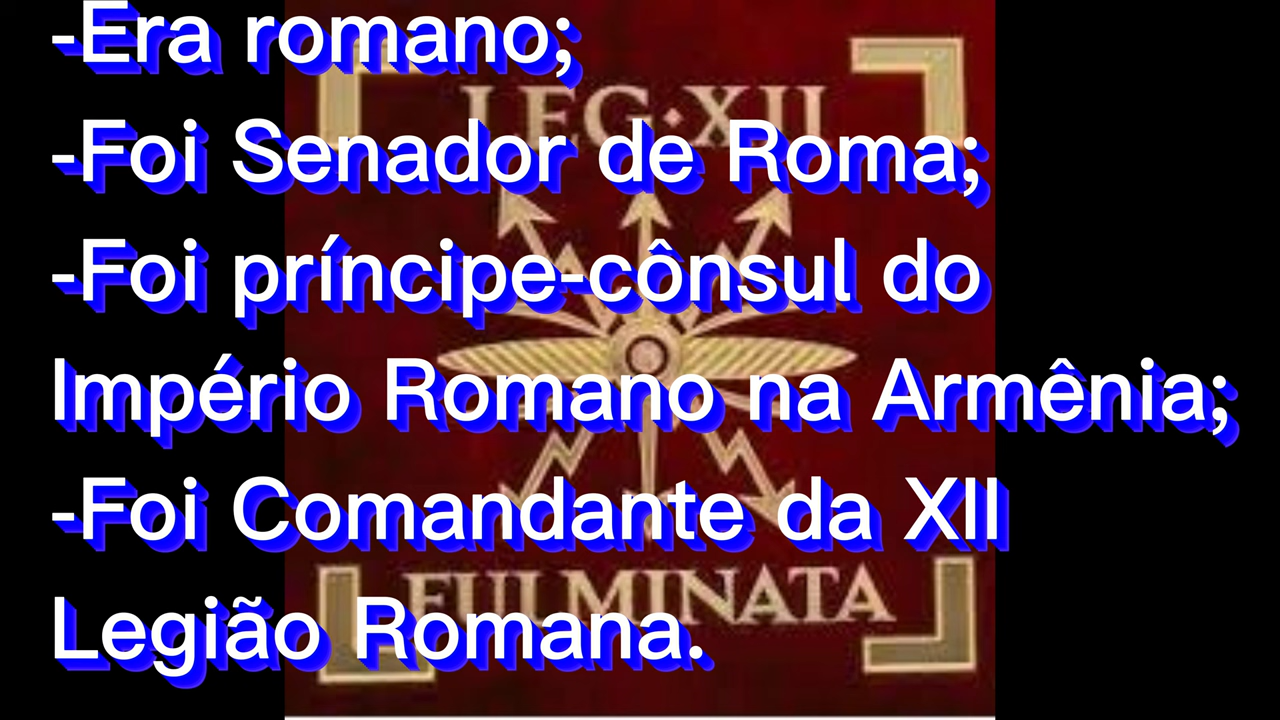 -Era romano;
LEG·XII
-Foi Senador de Roma;
-Foi príncipe-cônsul do
Império Romano na Armênia;
-Foi Comandante da XII
FULMINATA
Legião Romana.